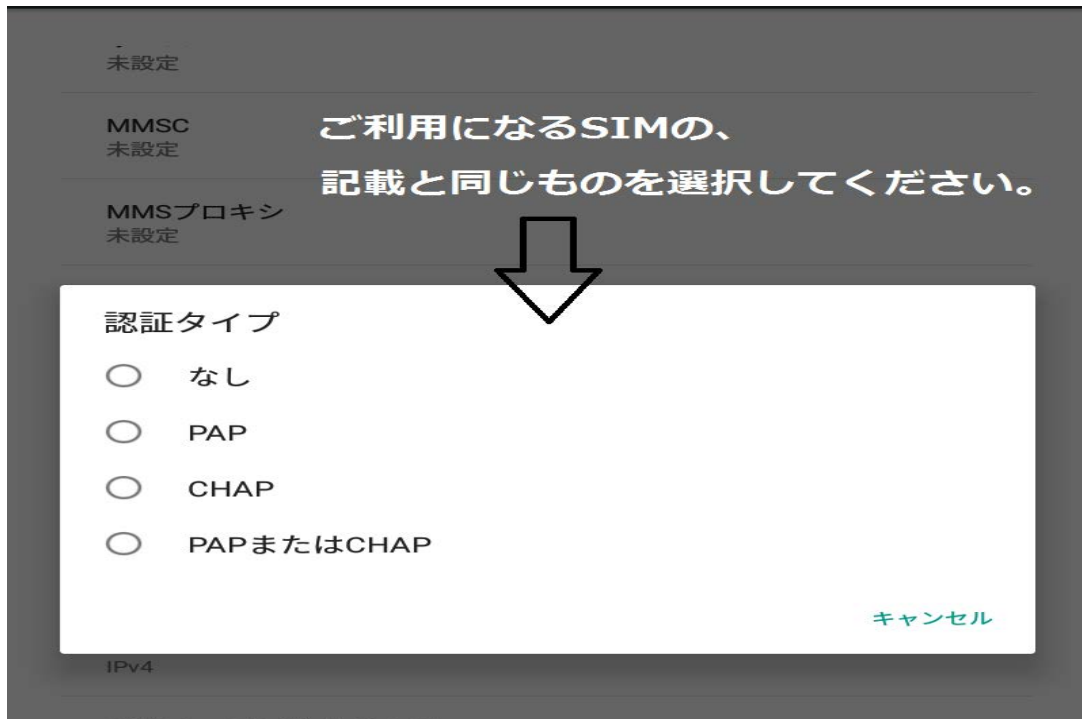 未設定
MMSC
未設定
ご利用になるSIMの、
記載と同じものを選択してください。
MMSプロキシ
未設定
認証タイプ
なし
PAP
CHAP
PAPまたはCHAP
キャンセル
IPv4